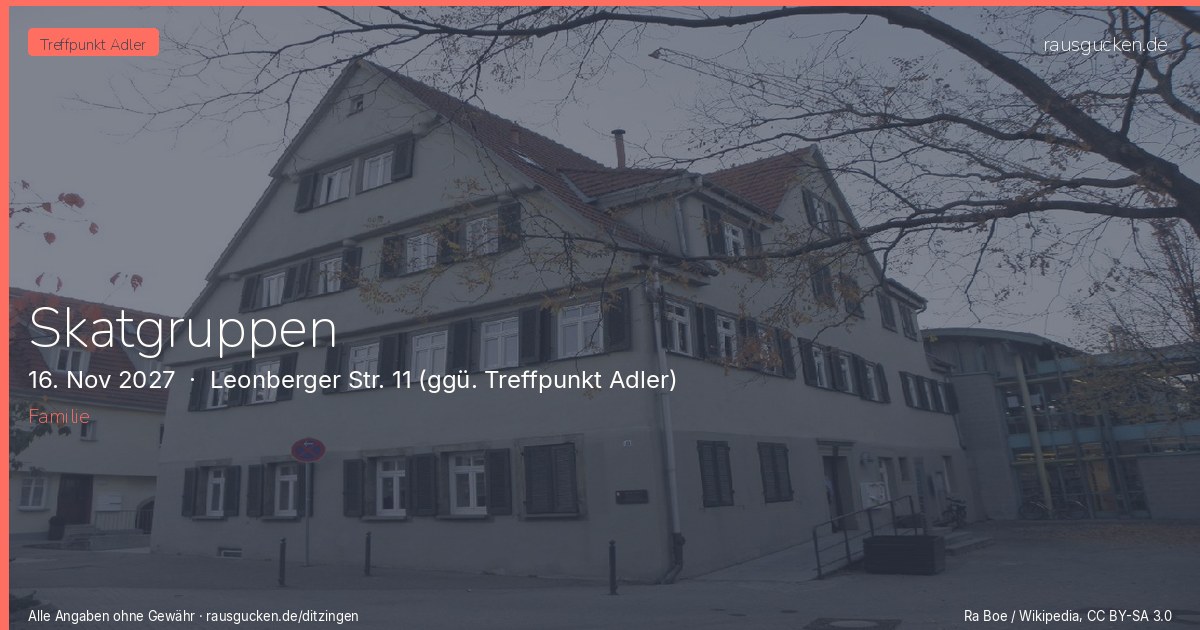 Treffpunkt Adler
rausgucken.de
Skatgruppen
16. Nov 2027 · Leonberger Str. 11 (ggü. Treffpunkt Adler)
Familie
Alle Angaben ohne Gewähr · rausgucken.de/ditzingen
Ra Boe / Wikipedia, CC BY-SA 3.0